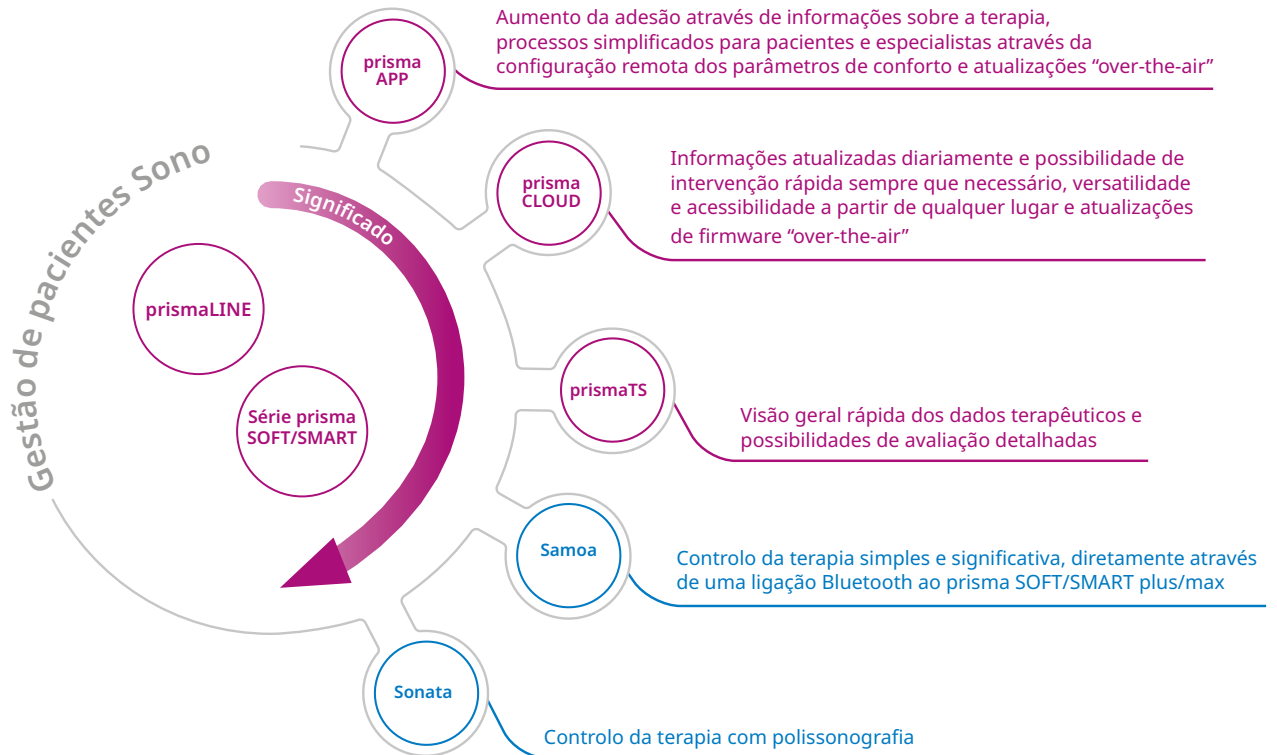 Gestão de pacientes Sono
Significado
prismaLINE
Série prisma
SOFT/SMART
prisma
APP
Aumento da adesão através de informações sobre a terapia,
processos simplificados para pacientes e especialistas através da
configuração remota dos parâmetros de conforto e atualizações “over-the-air”
prisma
CLOUD
Informações atualizadas diariamente e possibilidade de
intervenção rápida sempre que necessário, versatilidade
e acessibilidade a partir de qualquer lugar e atualizações
de firmware “over-the-air”
prismaTS
Visão geral rápida dos dados terapêuticos e
possibilidades de avaliação detalhadas
Samoa
Controlo da terapia simples e significativa, diretamente através
de uma ligação Bluetooth ao prisma SOFT/SMART plus/max
Sonata
Controlo da terapia com polissonografia